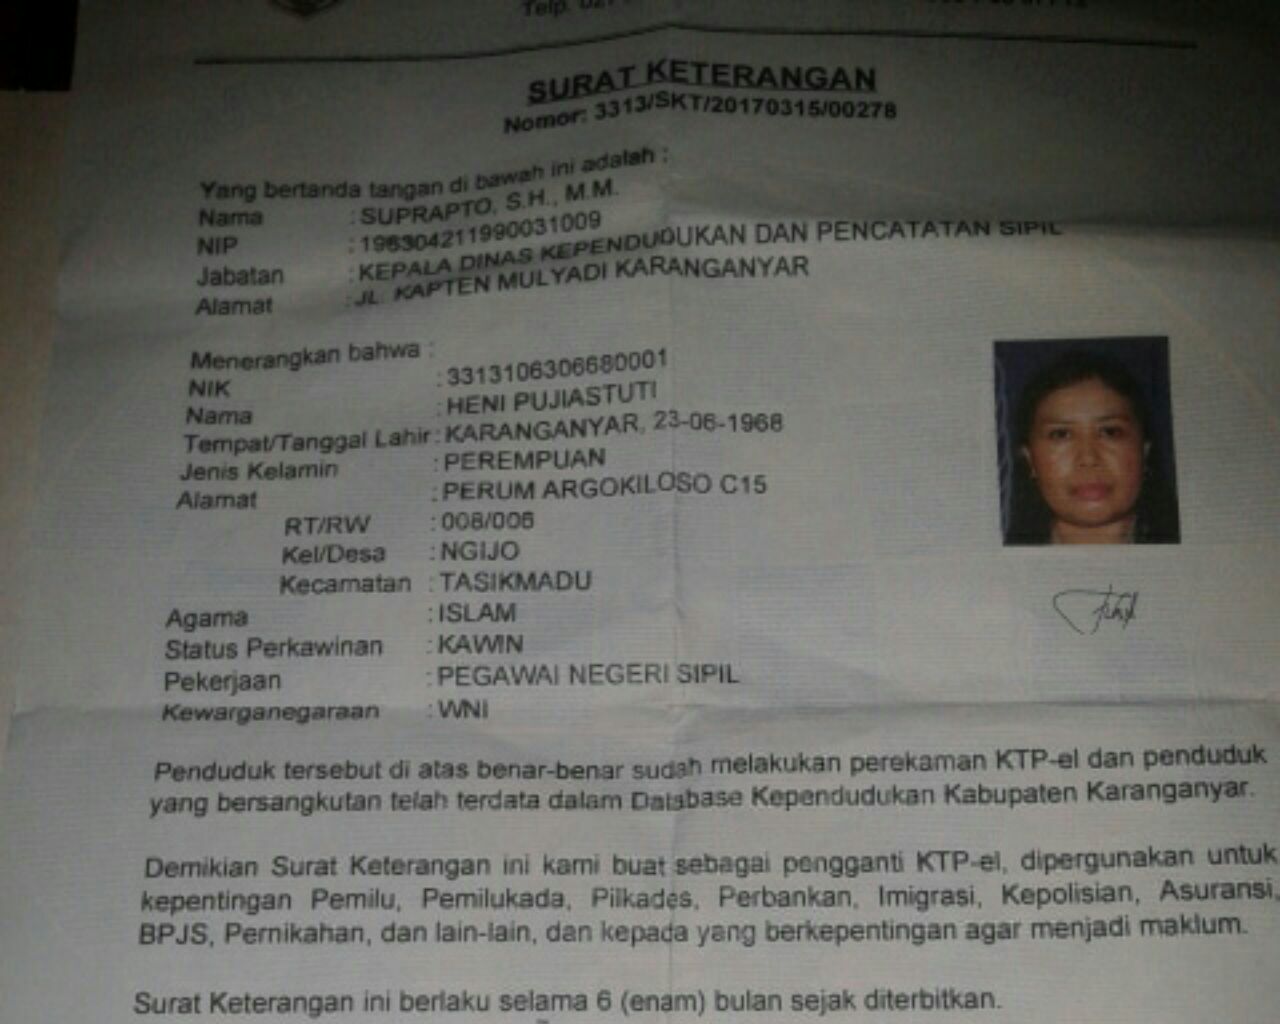 Telp.
SURAT KETERANGAN
Nomor: 3313/SKT/20170315/00278
Yang bertanda tangan di bawah ini adalah :
Nama : SUPRAPTO, S.H., M.M.
NIP : 196304211990031009
Jabatan : KEPALA DINAS KEPENDUDUKAN DAN PENCATATAN SIPIL
Alamat : JL. KAPTEN MULYADI KARANGANYAR
Menerangkan bahwa :
NIK : 3313106306680001
Nama : HENI PUJIASTUTI
Tempat/Tanggal Lahir : KARANGANYAR, 23-06-1968
Jenis Kelamin : PEREMPUAN
Alamat : PERUM ARGOKILOSO C15
RT/RW : 008/006
Kel/Desa : NGIJO
Kecamatan : TASIKMADU
Agama : ISLAM
Status Perkawinan : KAWIN
Pekerjaan : PEGAWAI NEGERI SIPIL
Kewarganegaraan : WNI
Penduduk tersebut di atas benar-benar sudah melakukan perekaman KTP-el dan penduduk
yang bersangkutan telah terdata dalam Database Kependudukan Kabupaten Karanganyar.
Demikian Surat Keterangan ini kami buat sebagai pengganti KTP-el, dipergunakan untuk
kepentingan Pemilu, Pemilukada, Pilkades, Perbankan, Imigrasi, Kepolisian, Asuransi,
BPJS, Pernikahan, dan lain-lain, dan kepada yang berkepentingan agar menjadi maklum.
Surat Keterangan ini berlaku selama 6 (enam) bulan sejak diterbitkan.